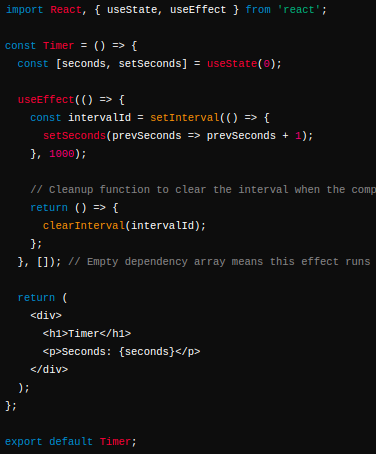 import React, { useState, useEffect } from 'react';
const Timer = () => {
const [seconds, setSeconds] = useState(0);
useEffect(() => {
const intervalId = setInterval(() => {
setSeconds(prevSeconds => prevSeconds + 1);
}, 1000);
// Cleanup function to clear the interval when the comp
return () => {
clearInterval(intervalId);
};
}, []); // Empty dependency array means this effect runs
return (
<div>
<h1>Timer</h1>
<p>Seconds: {seconds}</p>
</div>
);
};
export default Timer;